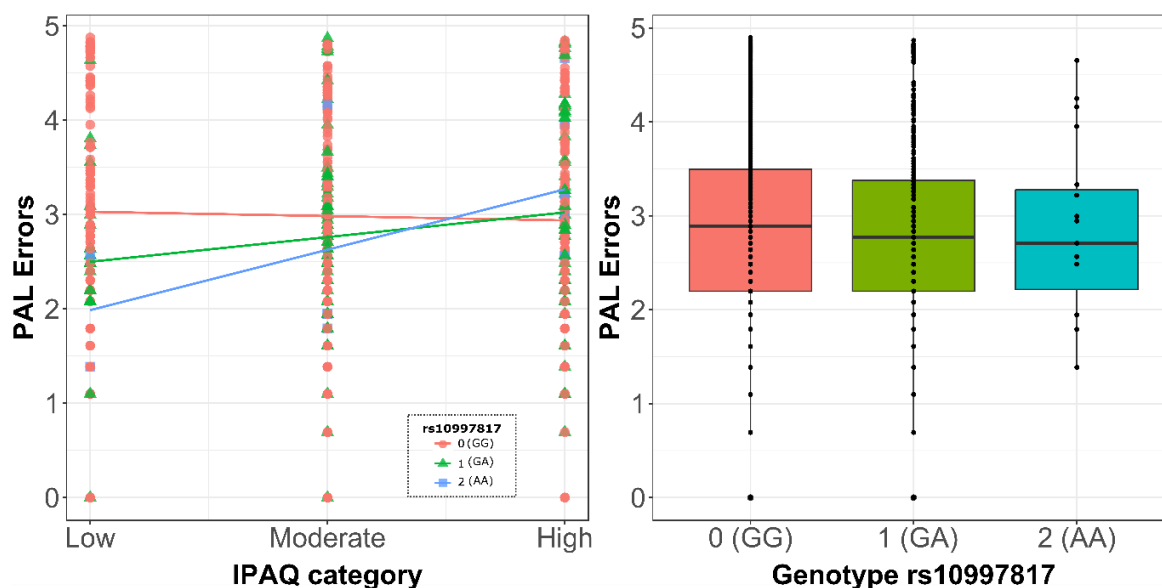 5
4
3
2
1
0
PAL Errors
Low
Moderate
High
IPAQ category
rs10997817
0 (GG)
1 (GA)
2 (AA)
5
4
3
2
1
0
PAL Errors
0 (GG)
1 (GA)
2 (AA)
Genotype rs10997817